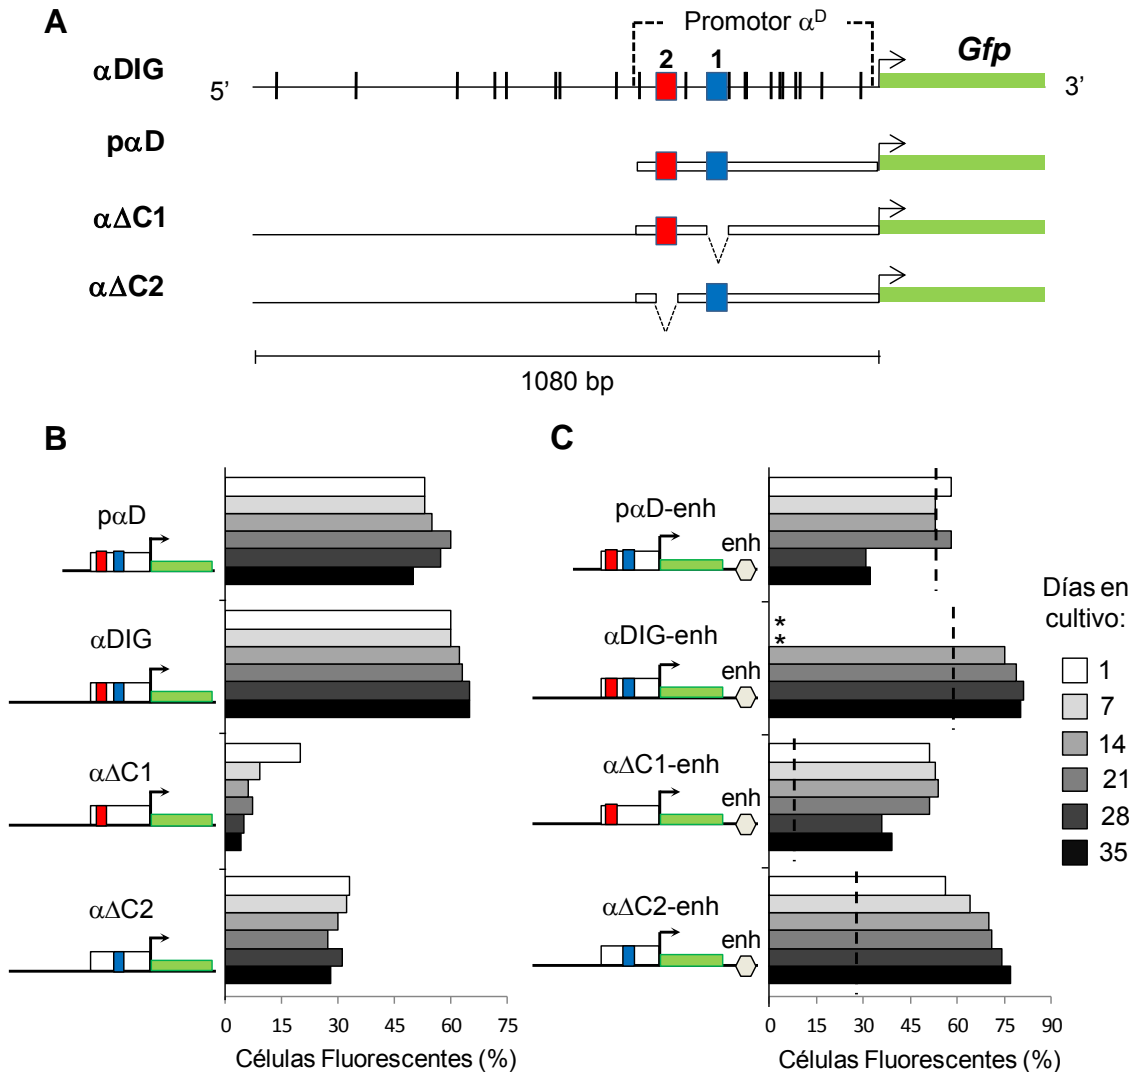 A
Promotor αᴰ
αDIG
2
1
Gfp
5’
3’
pαD
αΔC1
αΔC2
1080 bp
B
pαD
αDIG
αΔC1
αΔC2
0 15 30 45 60 75
Células Fluorescentes (%)
C
pαD-enh
enh
* *
αDIG-enh
enh
αΔC1-enh
enh
αΔC2-enh
enh
0 15 30 45 60 75 90
Células Fluorescentes (%)
Días en
cultivo:
1
7
14
21
28
35